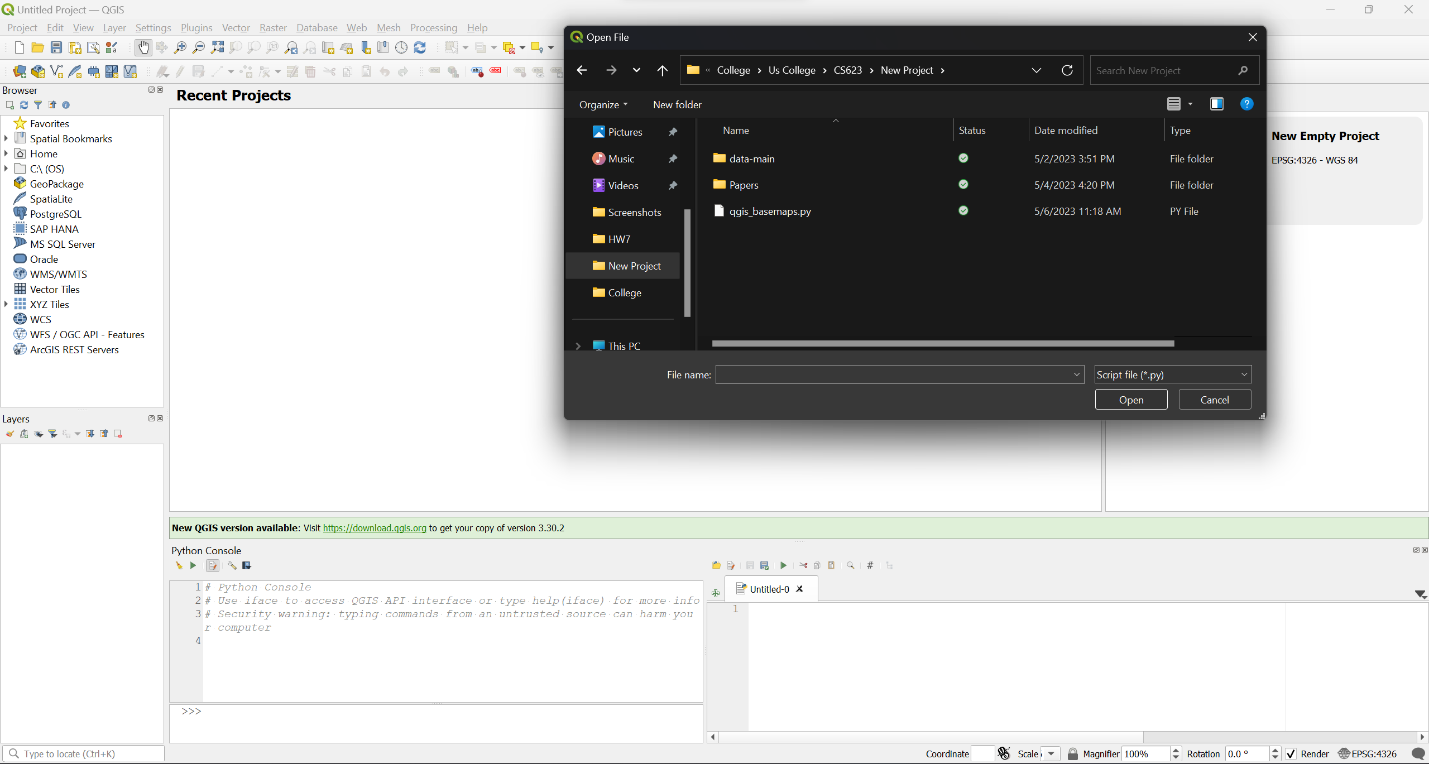 Untitled Project — QGIS
Project Edit View Layer Settings Plugins Vector Raster Database Web Mesh Processing Help
Browser
Favorites
Spatial Bookmarks
Home
C:\ (OS)
GeoPackage
SpatiaLite
PostgreSQL
SAP HANA
MS SQL Server
Oracle
WMS/WMTS
Vector Tiles
XYZ Tiles
WCS
WFS / OGC API - Features
ArcGIS REST Servers
Layers
Recent Projects
Open File
« College > Us College > CS623 > New Project >
Search New Project
Organize
New folder
Pictures
Music
Videos
Screenshots
HW7
New Project
College
This PC
Name Status Date modified Type
data-main 5/2/2023 3:51 PM File folder
Papers 5/4/2023 4:20 PM File folder
qgis_basemaps.py 5/6/2023 11:18 AM PY File
File name:
Script file (*.py)
Open
Cancel
New Empty Project
EPSG:4326 - WGS 84
New QGIS version available: Visit https://download.qgis.org to get your copy of version 3.30.2
Python Console
1 # Python Console
2 # Use iface to access QGIS API interface or type help(iface) for more info
3 # Security warning: typing commands from an untrusted source can harm you
r computer
4
>>>
Untitled-0
1
Type to locate (Ctrl+K)
Coordinate
Scale
Magnifier 100%
Rotation 0.0 °
Render
EPSG:4326